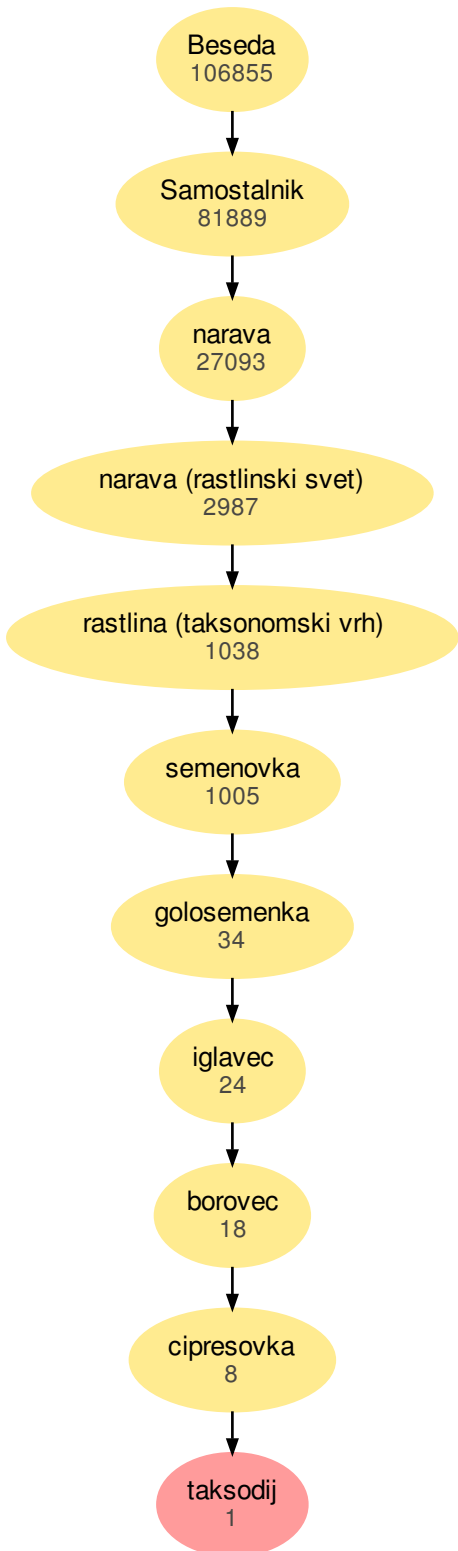 Beseda
106855
Samostalnik
81889
narava
27093
narava (rastlinski svet)
2987
rastlina (taksonomski vrh)
1038
semenovka
1005
golosemenka
34
iglavec
24
borovec
18
cipresovka
8
taksodij
1